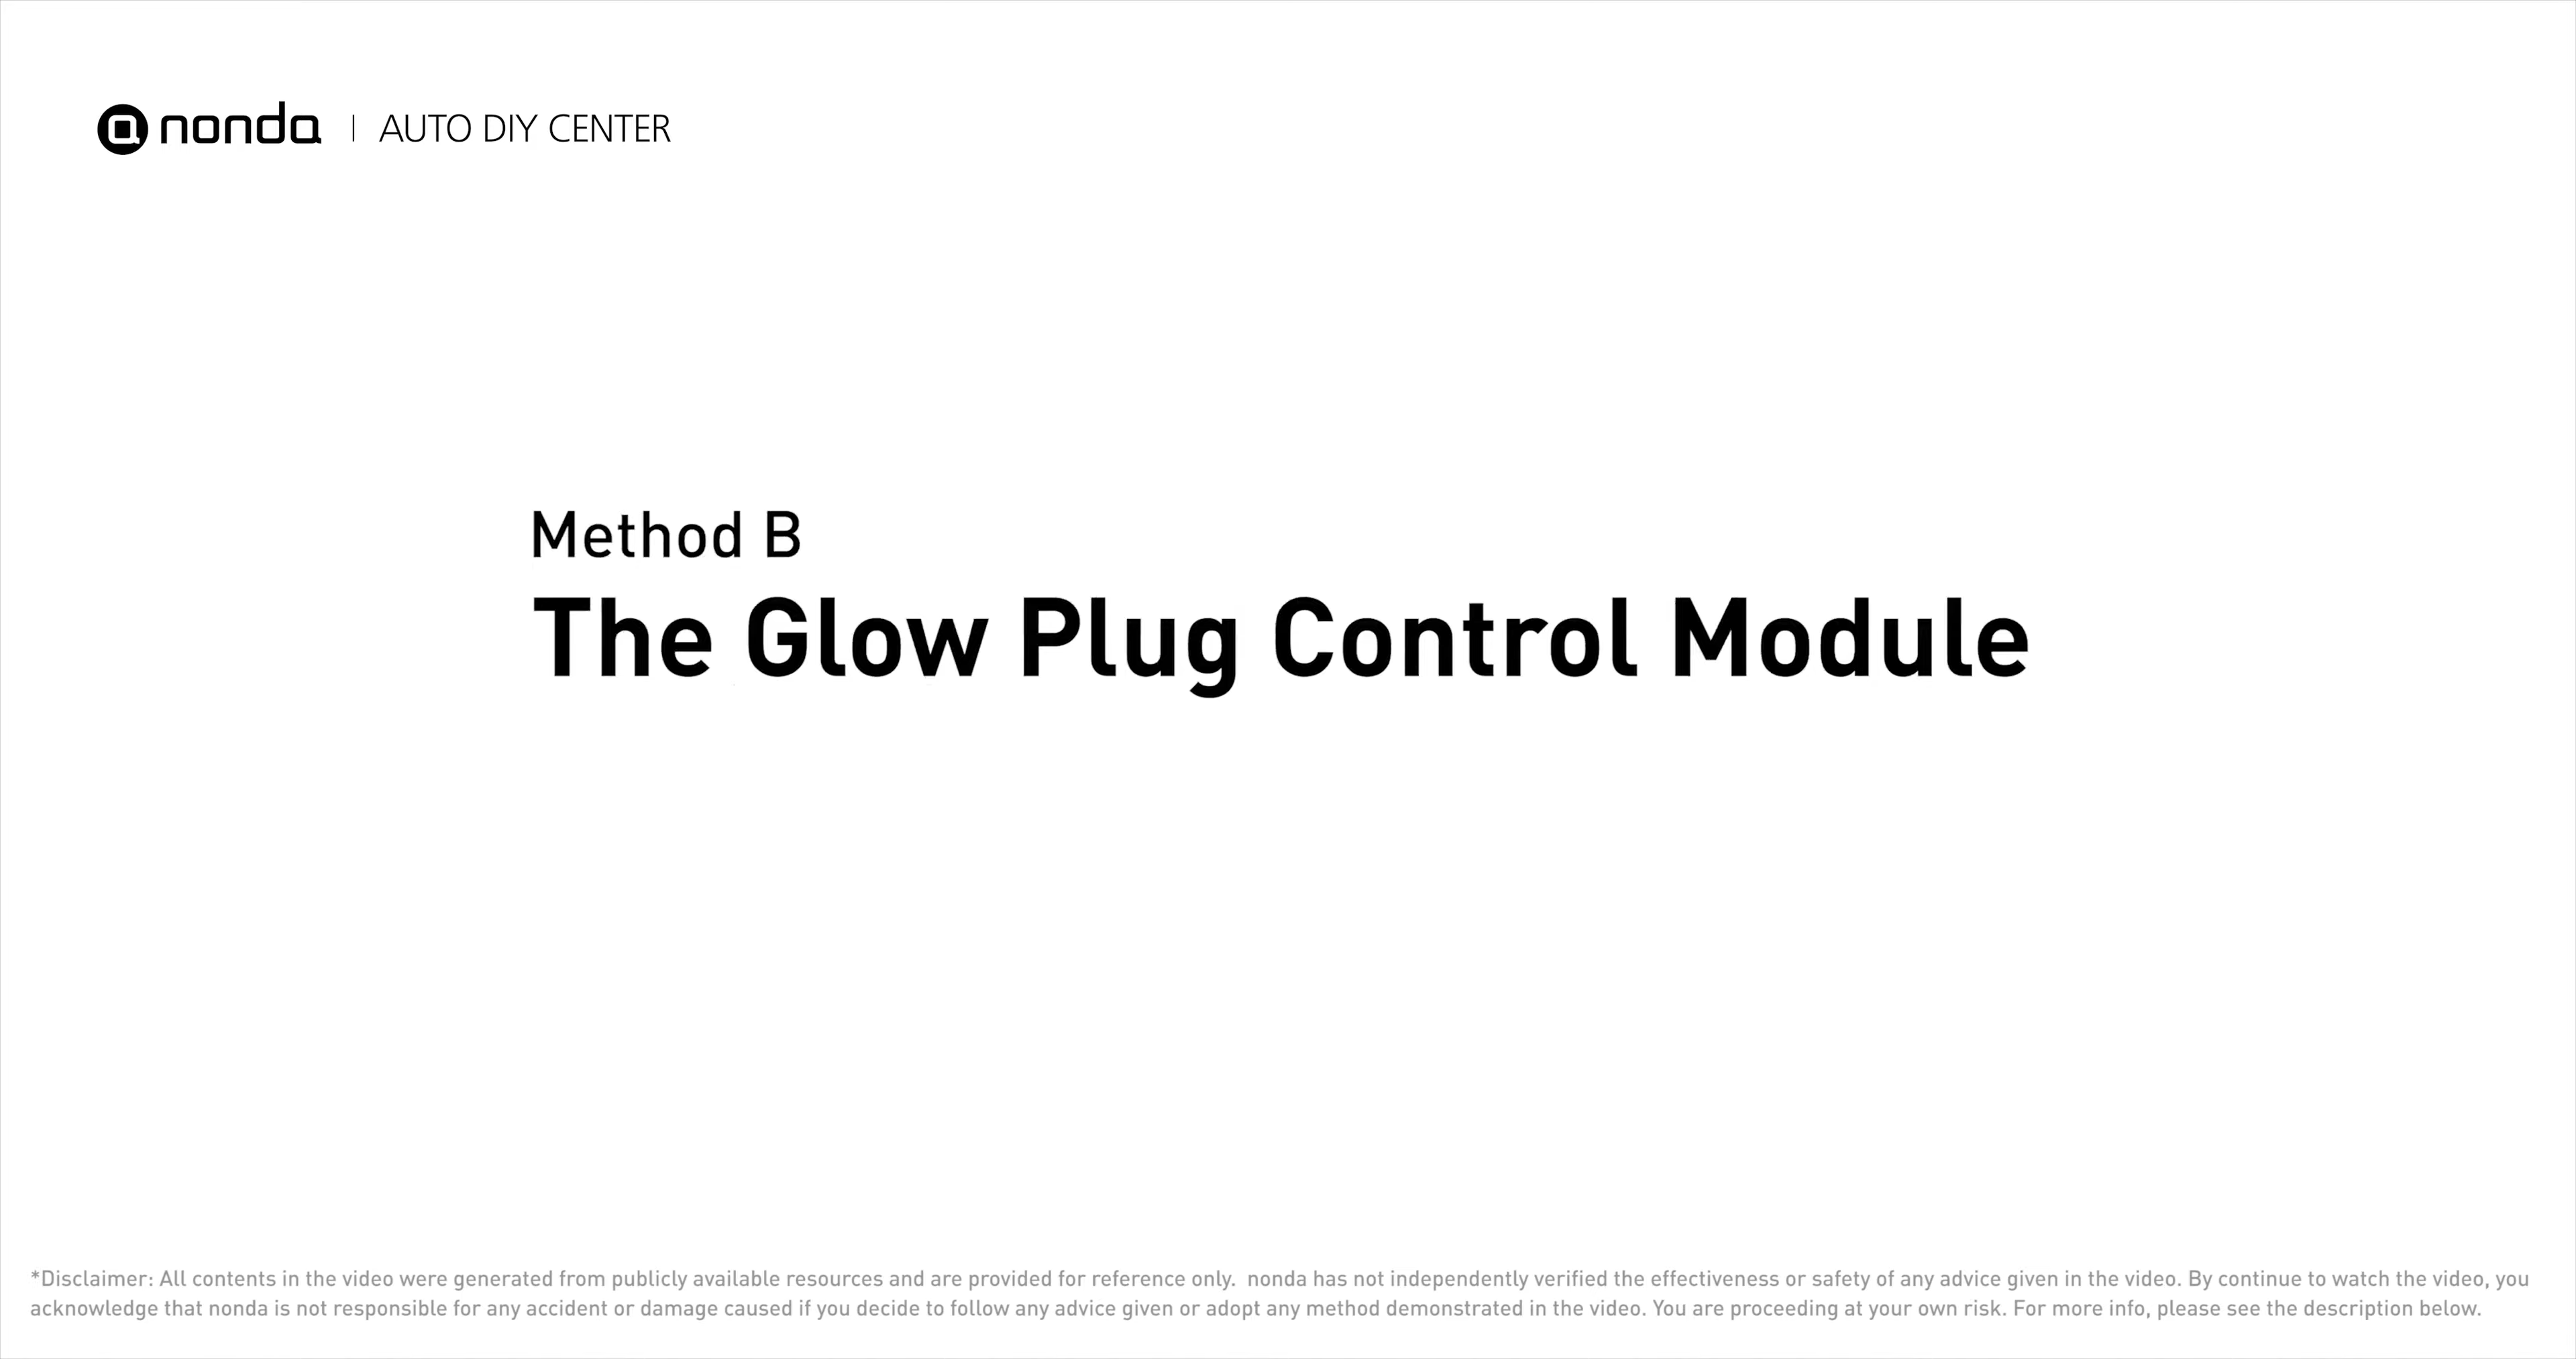 nonda | AUTO DIY CENTER
Method B
The Glow Plug Control Module
*Disclaimer: All contents in the video were generated from publicly available resources and are provided for reference only.  nonda has not independently verified the effectiveness or safety of any advice given in the video. By continue to watch the video, you
acknowledge that nonda is not responsible for any accident or damage caused if you decide to follow any advice given or adopt any method demonstrated in the video. You are proceeding at your own risk. For more info, please see the description below.